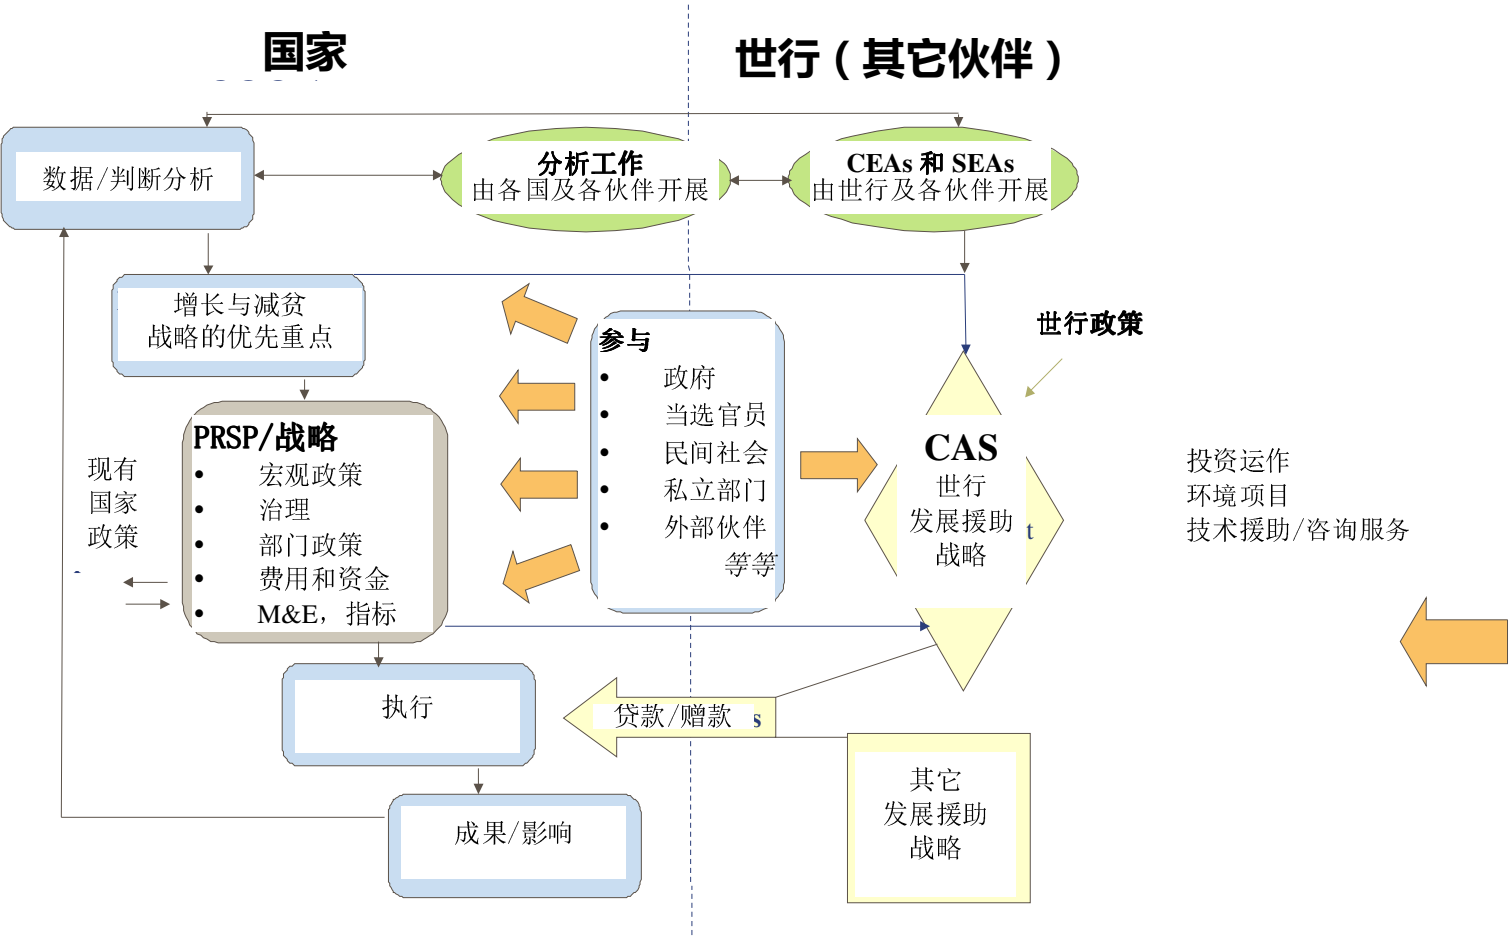 国家
世行（其它伙伴）
数据/判断分析
分析工作
由各国及各伙伴开展
CEAs 和 SEAs
由世行及各伙伴开展
增长与减贫
战略的优先重点
世行政策
参与
• 政府
• 当选官员
• 民间社会
• 私立部门
• 外部伙伴
等等
PRSP/战略
• 宏观政策
• 治理
• 部门政策
• 费用和资金
• M&E，指标
现有
国家
政策
CAS
世行
发展援助
战略
t
投资运作
环境项目
技术援助/咨询服务
执行
贷款/赠款 s
其它
发展援助
战略
成果/影响